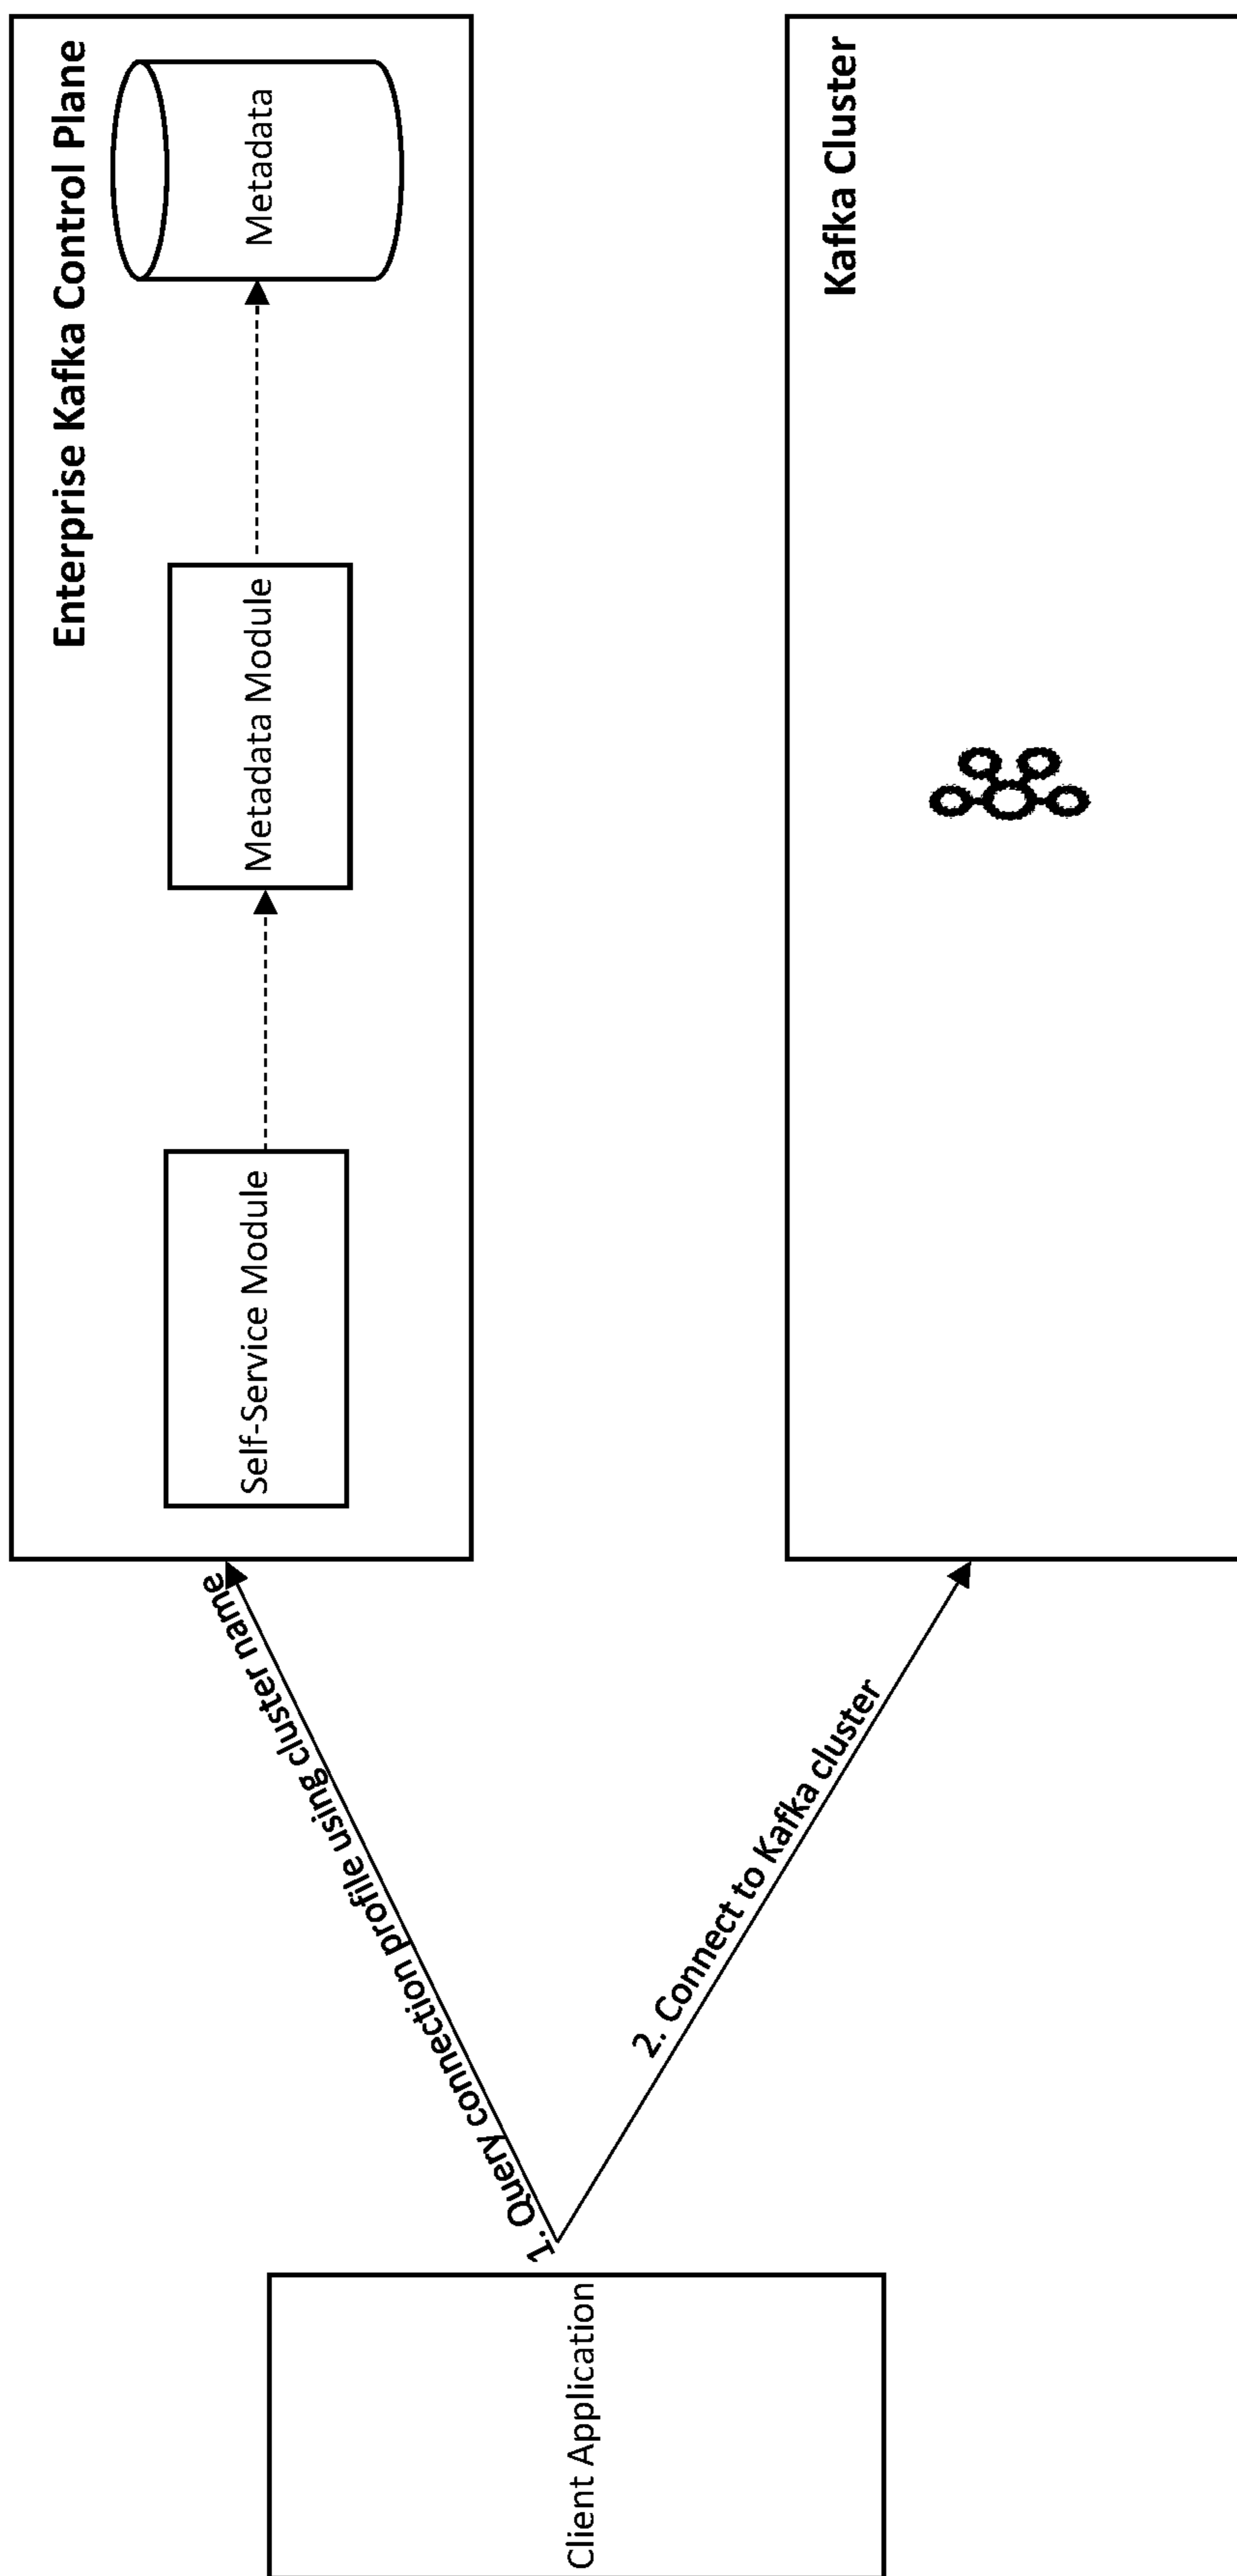 Enterprise Kafka Control Plane
Self-Service Module
Metadata Module
Metadata
1. Query connection profile using cluster name
Client Application
2. Connect to Kafka cluster
Kafka Cluster